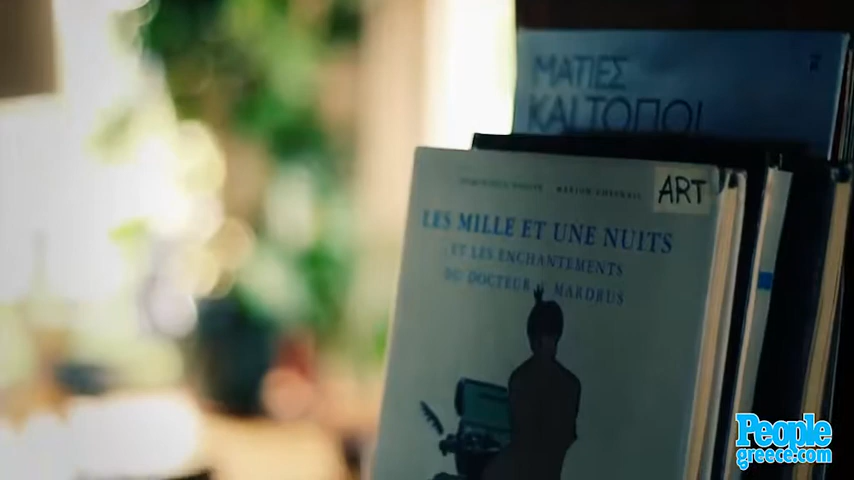 ΜΑΤΙΕΣ
ΚΑΙ ΤΟΠΟΙ
ART
LES MILLE ET UNE NUITS
ET LES ENCHANTEMENTS
DU DOCTEUR MARDRUS
People
greece.com